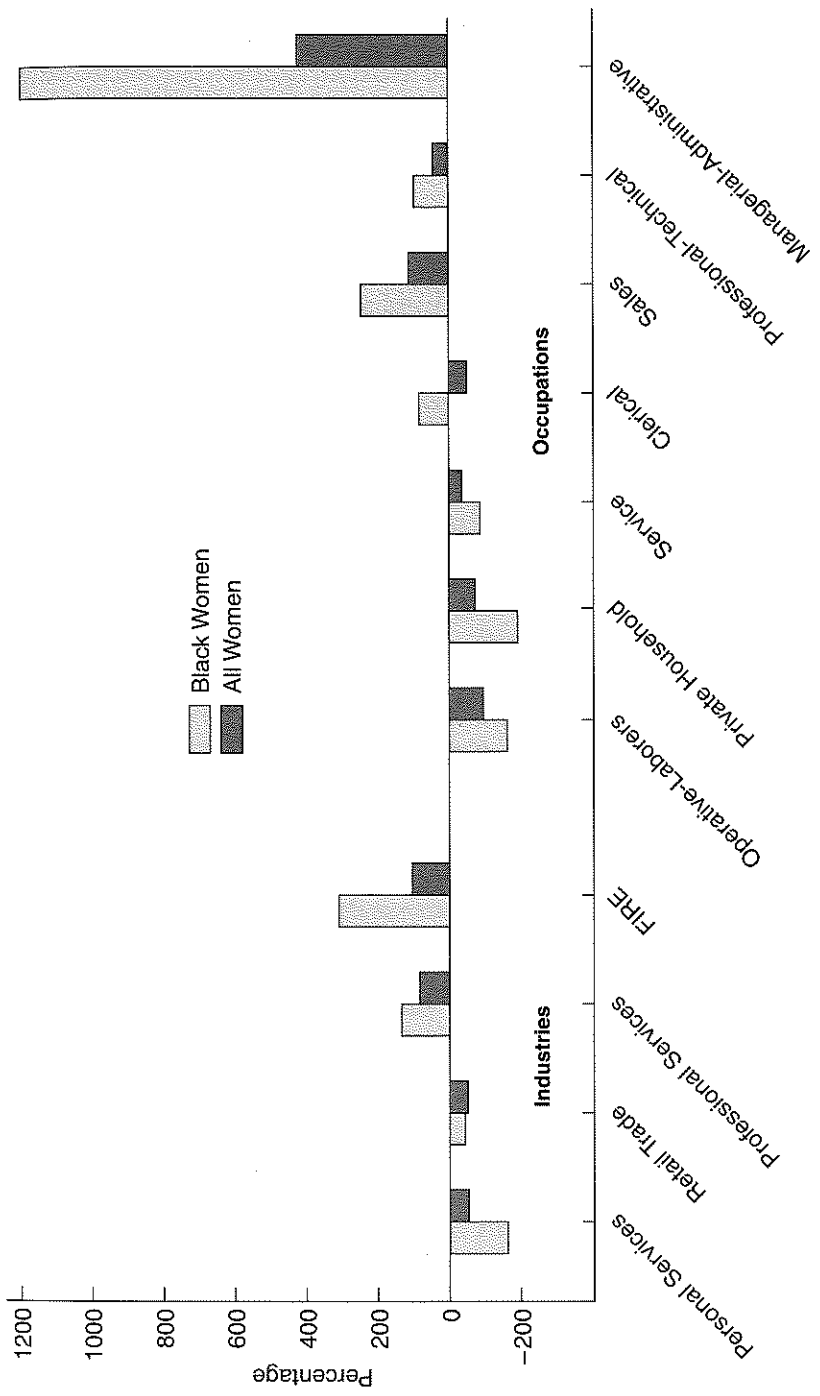 1200
1000
800
600
400
200
0
-200
Percentage
Black Women
All Women
Industries
Occupations
Personal Services
Retail Trade
Professional Services
FIRE
Operative-Laborers
Private Household
Service
Clerical
Sales
Professional-Technical
Managerial-Administrative